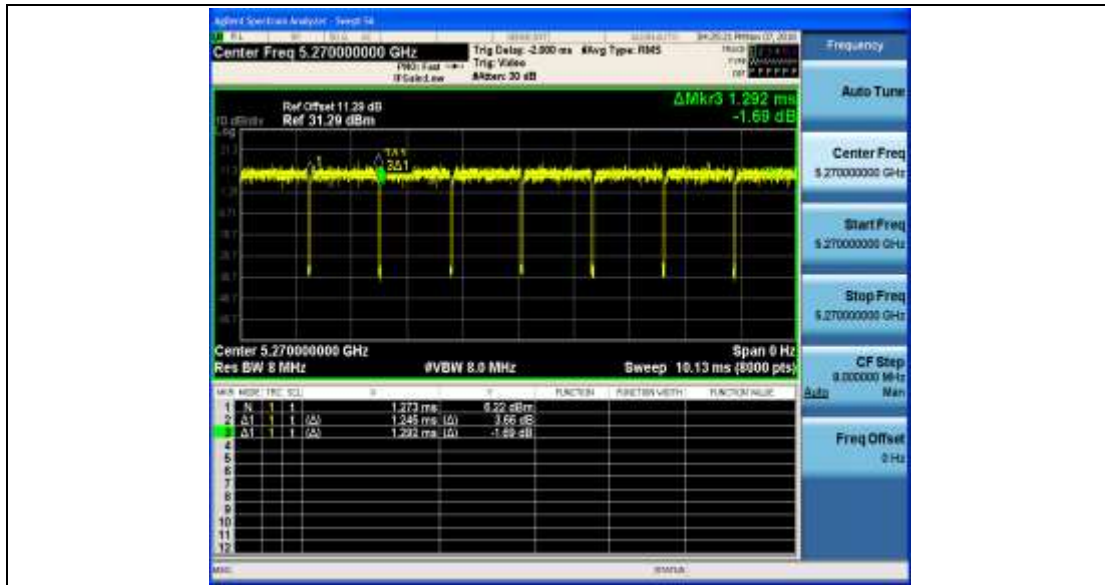 Agilent Spectrum Analyzer - Swept SA
Center Freq 5.270000000 GHz
PNO: Fast
IFGain:Low
Trig Delay: -2.000 ms
Trig: Video
#Atten: 30 dB
#Avg Type: RMS
Frequency
Auto Tune
ΔMkr3 1.292 ms
-1.69 dB
Ref Offset 11.29 dB
Ref 31.29 dBm
10 dB/div
Log
Center Freq
5.270000000 GHz
Start Freq
5.270000000 GHz
Stop Freq
5.270000000 GHz
Center 5.270000000 GHz
Span 0 Hz
Res BW 8 MHz
#VBW 8.0 MHz
Sweep 10.13 ms (8000 pts)
CF Step
8.000000 MHz
Auto Man
MKR MODE TRC SCL X Y FUNCTION FUNCTION WIDTH FUNCTION VALUE
1 N 1 t 1.273 ms 6.22 dBm
2 Δ1 1 t (Δ) 1.245 ms (Δ) 3.66 dB
3 Δ1 1 t (Δ) 1.292 ms (Δ) -1.69 dB
4
5
6
7
8
9
10
11
12
Freq Offset
0 Hz
MSG
STATUS